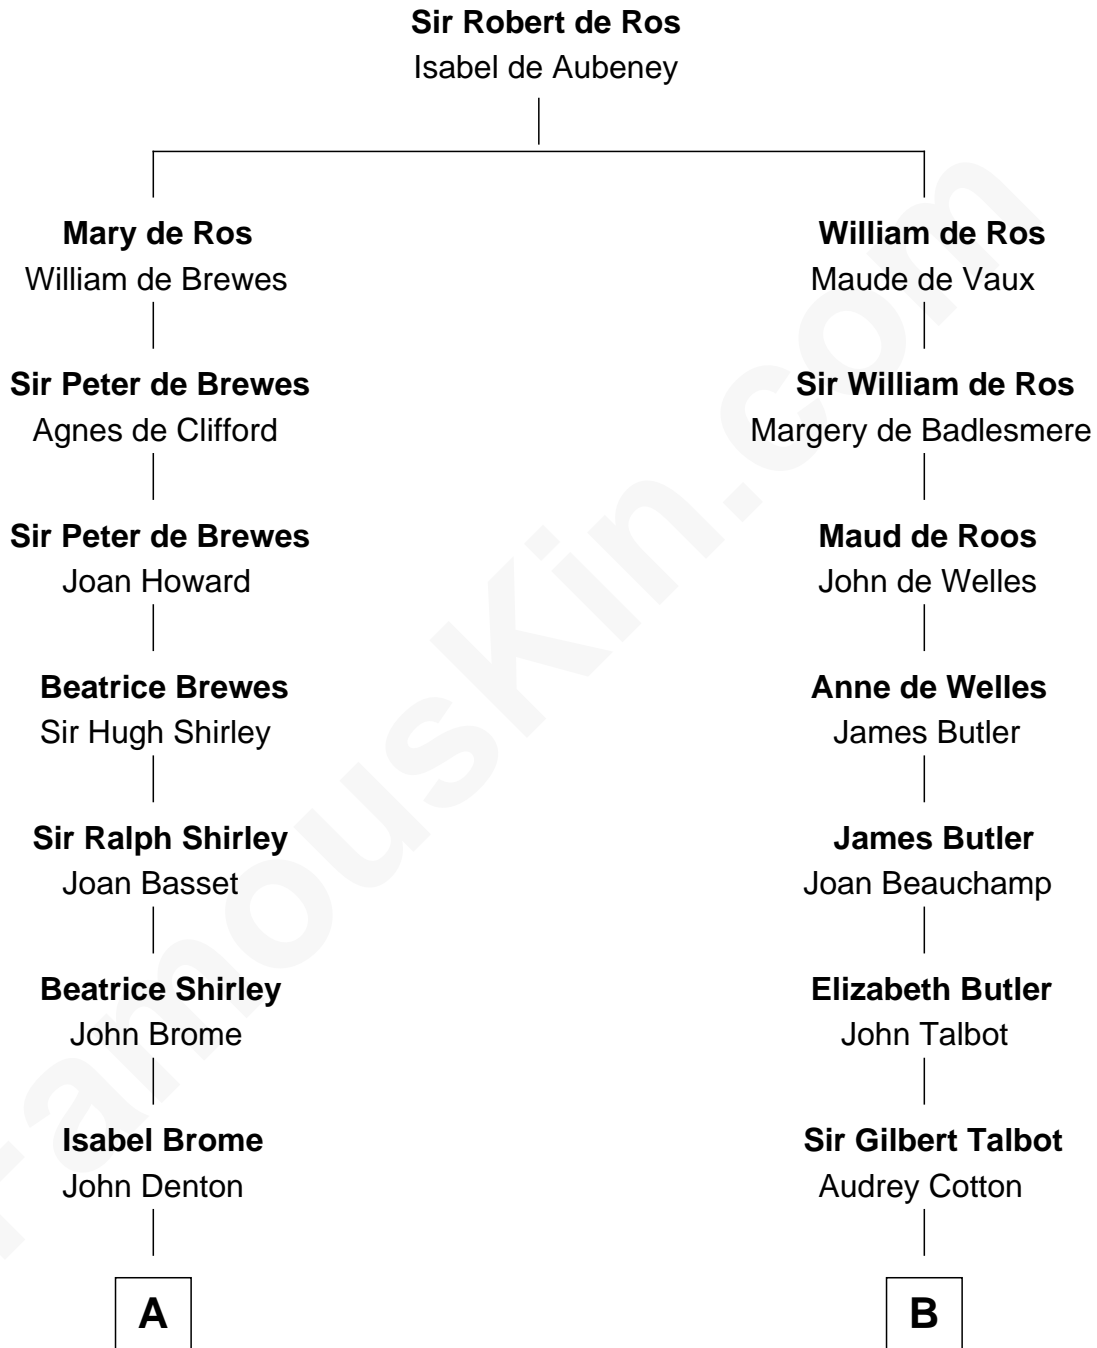 Sir Robert de Ros
Isabel de Aubeney
Mary de Ros
William de Brewes
William de Ros
Maude de Vaux
Sir Peter de Brewes
Agnes de Clifford
Sir William de Ros
Margery de Badlesmere
Sir Peter de Brewes
Joan Howard
Maud de Roos
John de Welles
Beatrice Brewes
Sir Hugh Shirley
Anne de Welles
James Butler
Sir Ralph Shirley
Joan Basset
James Butler
Joan Beauchamp
Beatrice Shirley
John Brome
Elizabeth Butler
John Talbot
Isabel Brome
John Denton
Sir Gilbert Talbot
Audrey Cotton
A
B
FamousKin.com